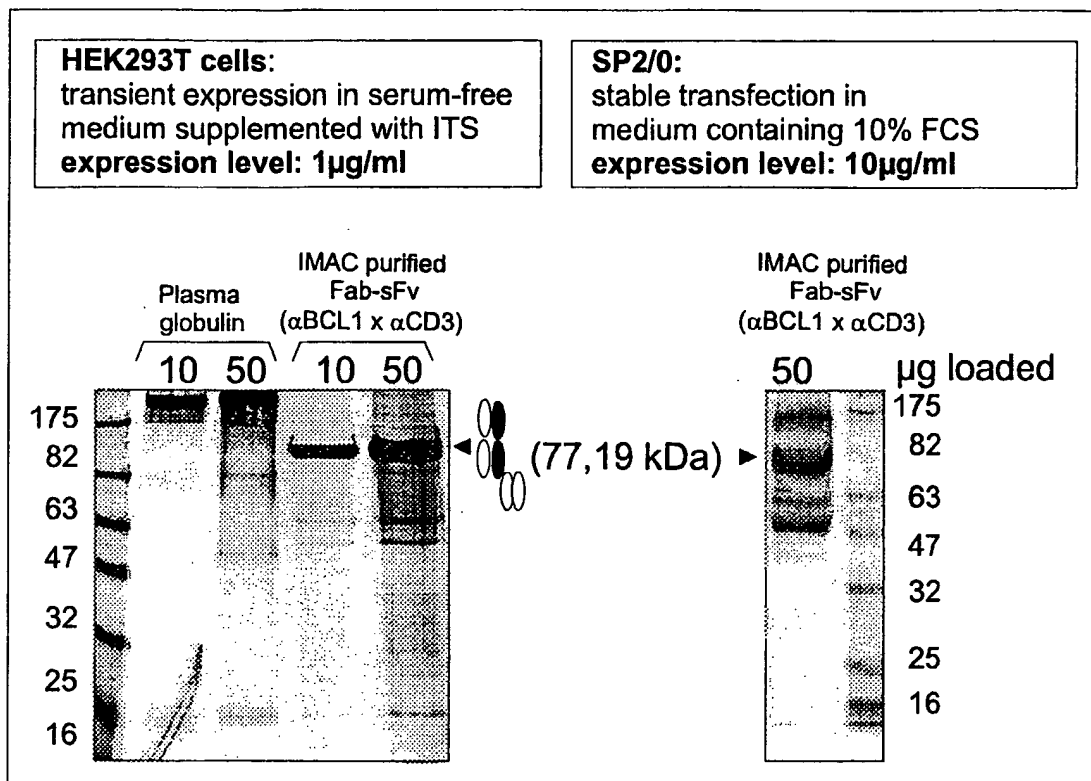 HEK293T cells:
transient expression in serum-free
medium supplemented with ITS
expression level: 1µg/ml
SP2/0:
stable transfection in
medium containing 10% FCS
expression level: 10µg/ml
Plasma
globulin
IMAC purified
Fab-sFv
(αBCL1 x αCD3)
10 50 10 50
175
82
63
47
32
25
16
(77,19 kDa)
IMAC purified
Fab-sFv
(αBCL1 x αCD3)
50 µg loaded
175
82
63
47
32
25
16